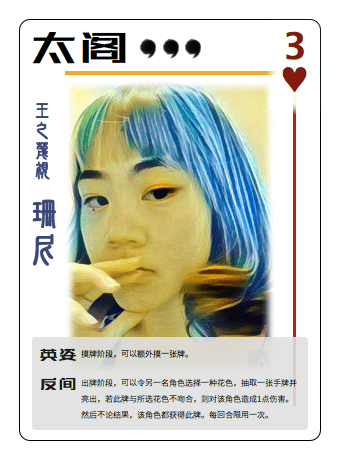 太阁
3
王之蔑视
珊尼
英姿 摸牌阶段，可以额外摸一张牌。
反间 出牌阶段，可以令另一名角色选择一种花色，抽取一张手牌并
亮出，若此牌与所选花色不吻合，则对该角色造成1点伤害。
然后不论结果，该角色都获得此牌。每回合限用一次。